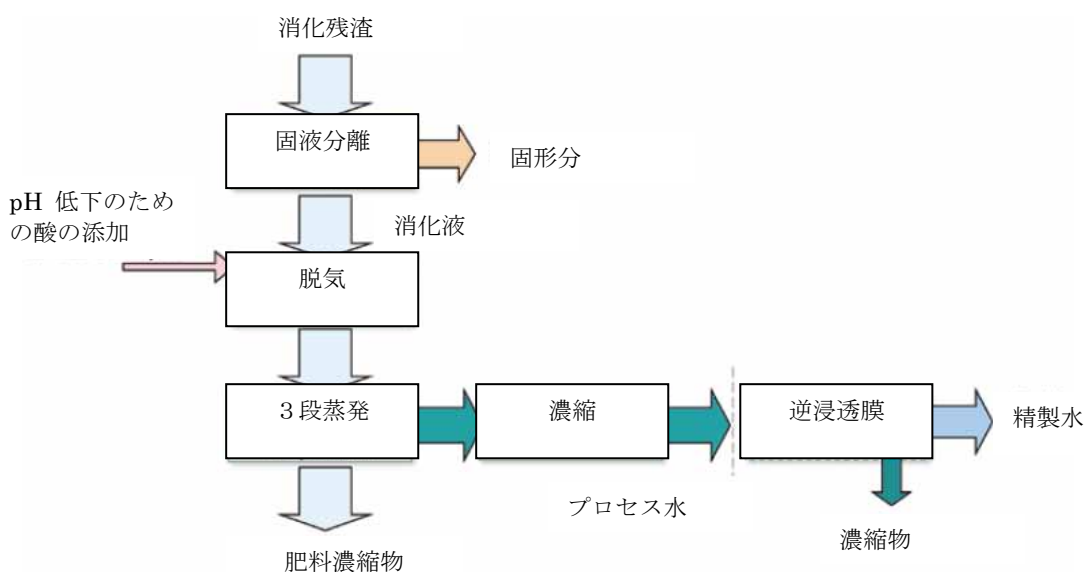 消化残渣
固液分離
固形分
pH 低下のため
の酸の添加
消化液
脱気
３段蒸発
濃縮
逆浸透膜
精製水
プロセス水
濃縮物
肥料濃縮物